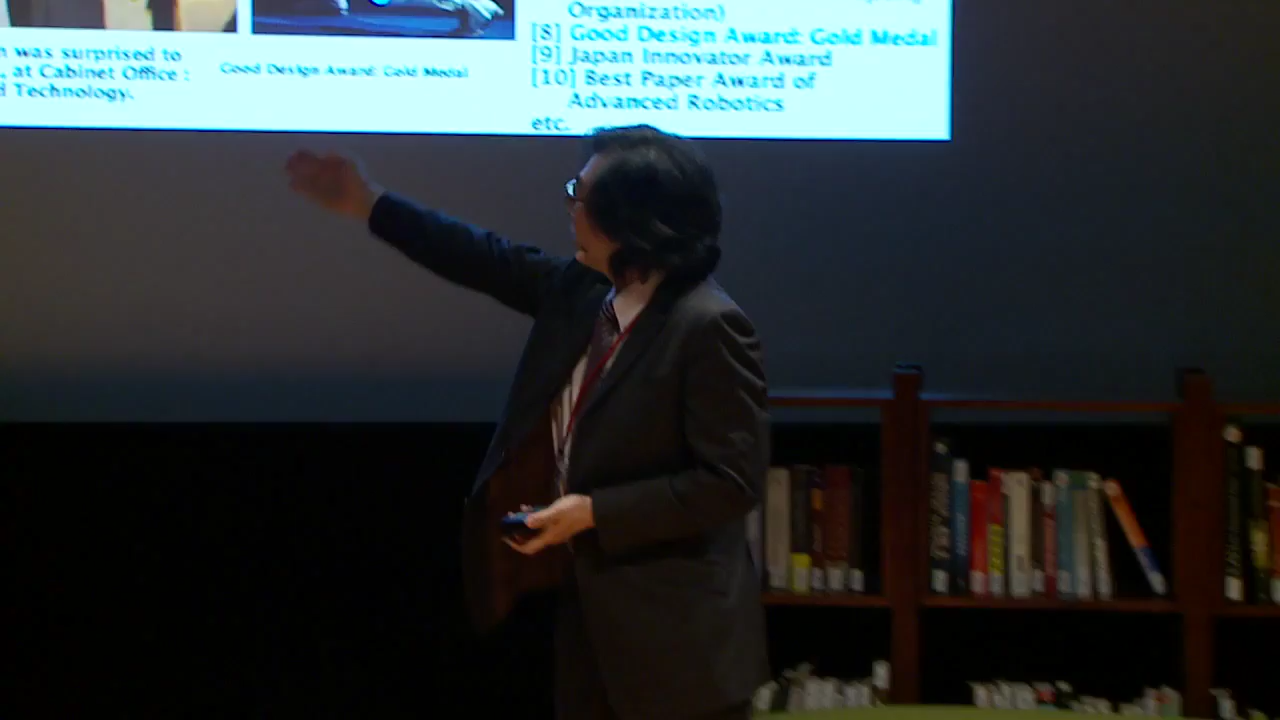 was surprised to
, at Cabinet Office :
Technology.
Good Design Award: Gold Medal
Organization)
[8] Good Design Award: Gold Medal
[9] Japan Innovator Award
[10] Best Paper Award of
Advanced Robotics
etc.